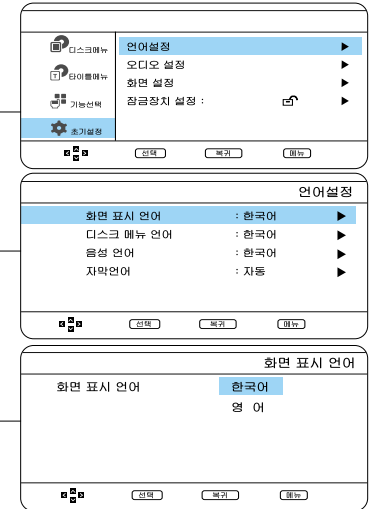 디스크메뉴
타이틀메뉴
기능선택
초기설정
언어설정
오디오 설정
화면 설정
잠금장치 설정 :
선택 복귀 메뉴
언어설정
화면 표시 언어 : 한국어
디스크 메뉴 언어 : 한국어
음성 언어 : 한국어
자막언어 : 자동
선택 복귀 메뉴
화면 표시 언어
화면 표시 언어 한국어
영 어
선택 복귀 메뉴